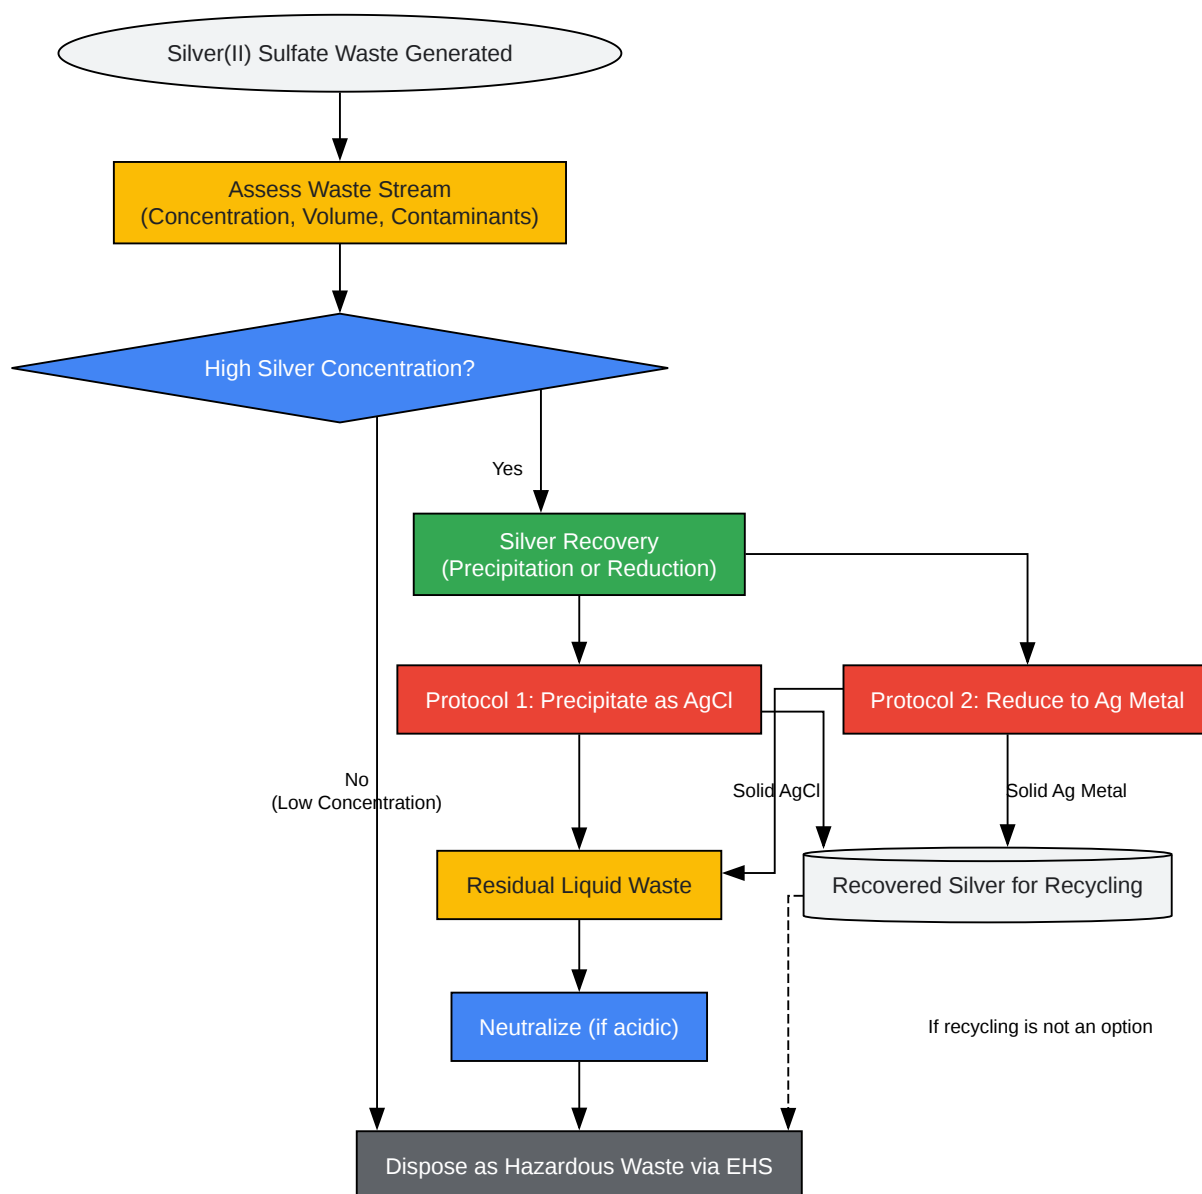 Silver(II) Sulfate Waste Generated
Assess Waste Stream
(Concentration, Volume, Contaminants)
High Silver Concentration?
Yes
Silver Recovery
(Precipitation or Reduction)
Protocol 1: Precipitate as AgCl
Protocol 2: Reduce to Ag Metal
No
(Low Concentration)
Solid AgCl
Solid Ag Metal
Residual Liquid Waste
Recovered Silver for Recycling
Neutralize (if acidic)
If recycling is not an option
Dispose as Hazardous Waste via EHS